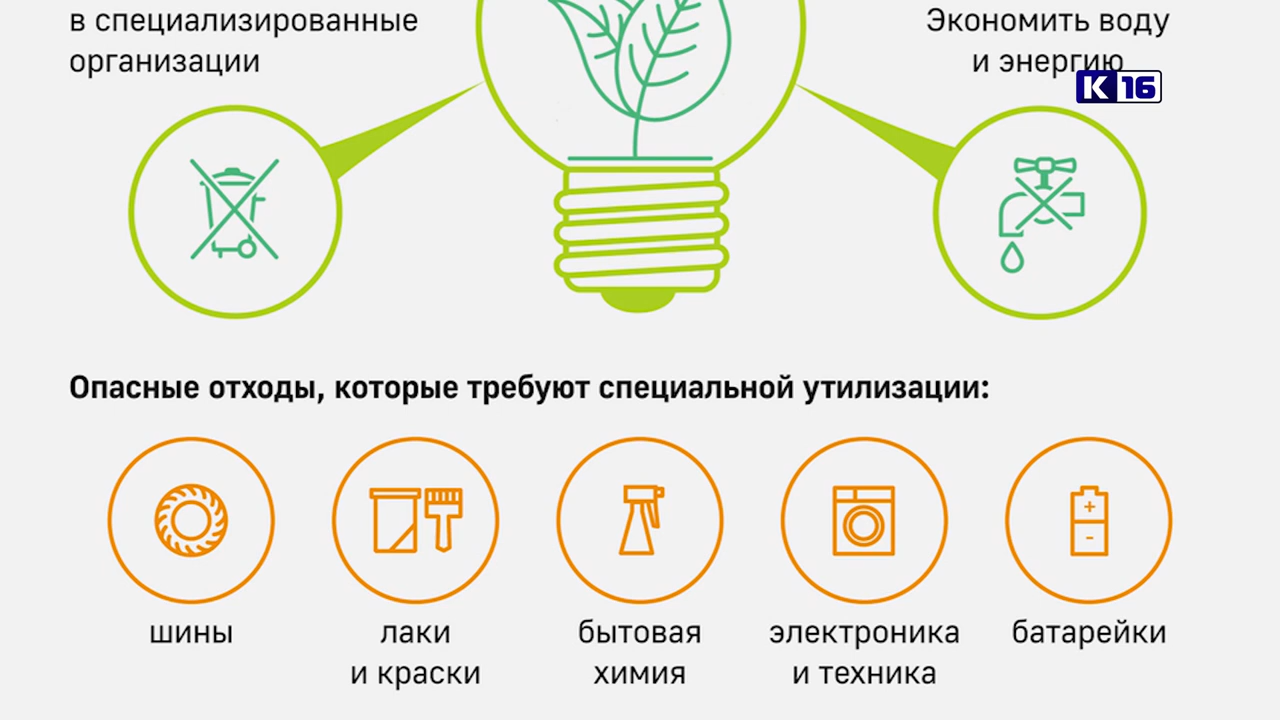 в специализированные
организации
Экономить воду
и энергию
К 16
Опасные отходы, которые требуют специальной утилизации:
шины
лаки
и краски
бытовая
химия
электроника
и техника
+
-
батарейки